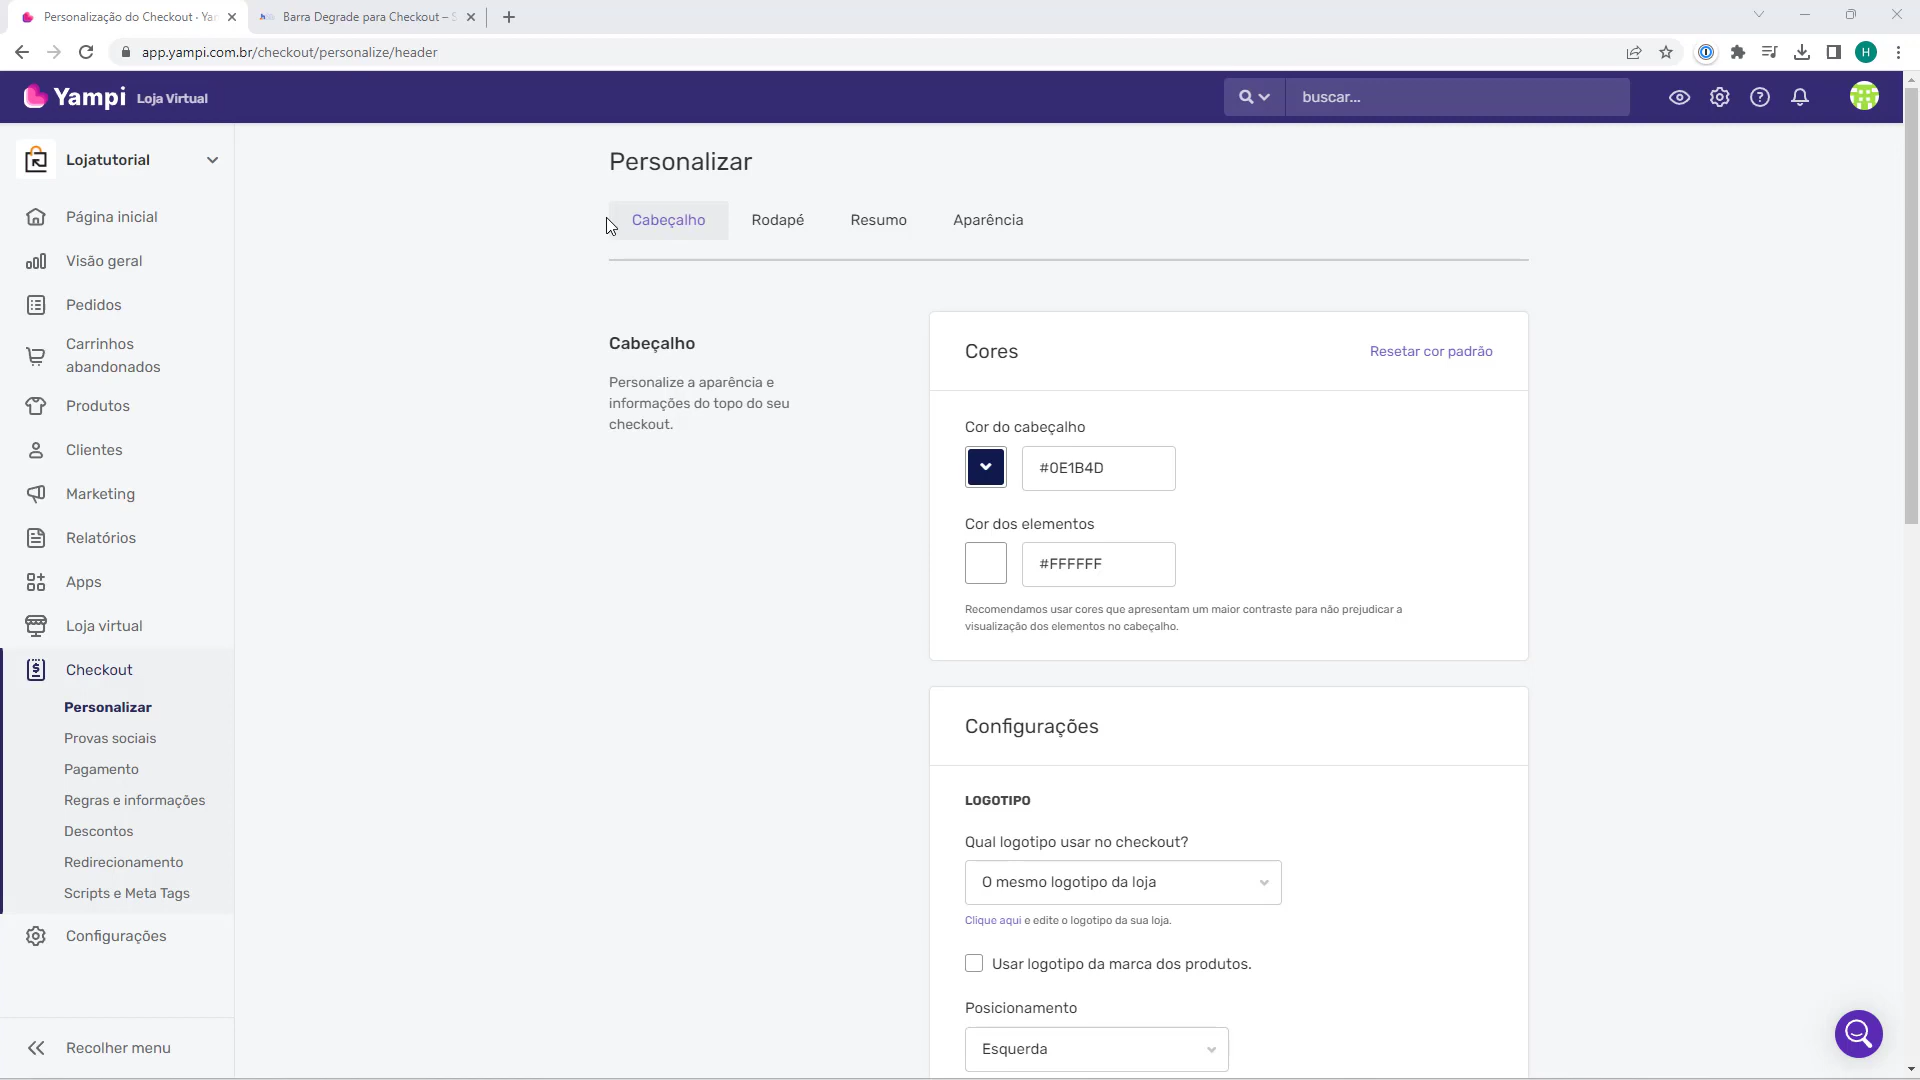 Personalização do Checkout · Yam
Barra Degrade para Checkout – S
app.yampi.com.br/checkout/personalize/header
H
Yampi Loja Virtual
buscar...
Lojatutorial
Página inicial
Visão geral
Pedidos
Carrinhos
abandonados
Produtos
Clientes
Marketing
Relatórios
Apps
Loja virtual
Checkout
Personalizar
Provas sociais
Pagamento
Regras e informações
Descontos
Redirecionamento
Scripts e Meta Tags
Configurações
Recolher menu
Personalizar
Cabeçalho Rodapé Resumo Aparência
Cabeçalho
Personalize a aparência e
informações do topo do seu
checkout.
Cores
Resetar cor padrão
Cor do cabeçalho
#0E1B4D
Cor dos elementos
#FFFFFF
Recomendamos usar cores que apresentam um maior contraste para não prejudicar a
visualização dos elementos no cabeçalho.
Configurações
LOGOTIPO
Qual logotipo usar no checkout?
O mesmo logotipo da loja
Clique aqui e edite o logotipo da sua loja.
Usar logotipo da marca dos produtos.
Posicionamento
Esquerda